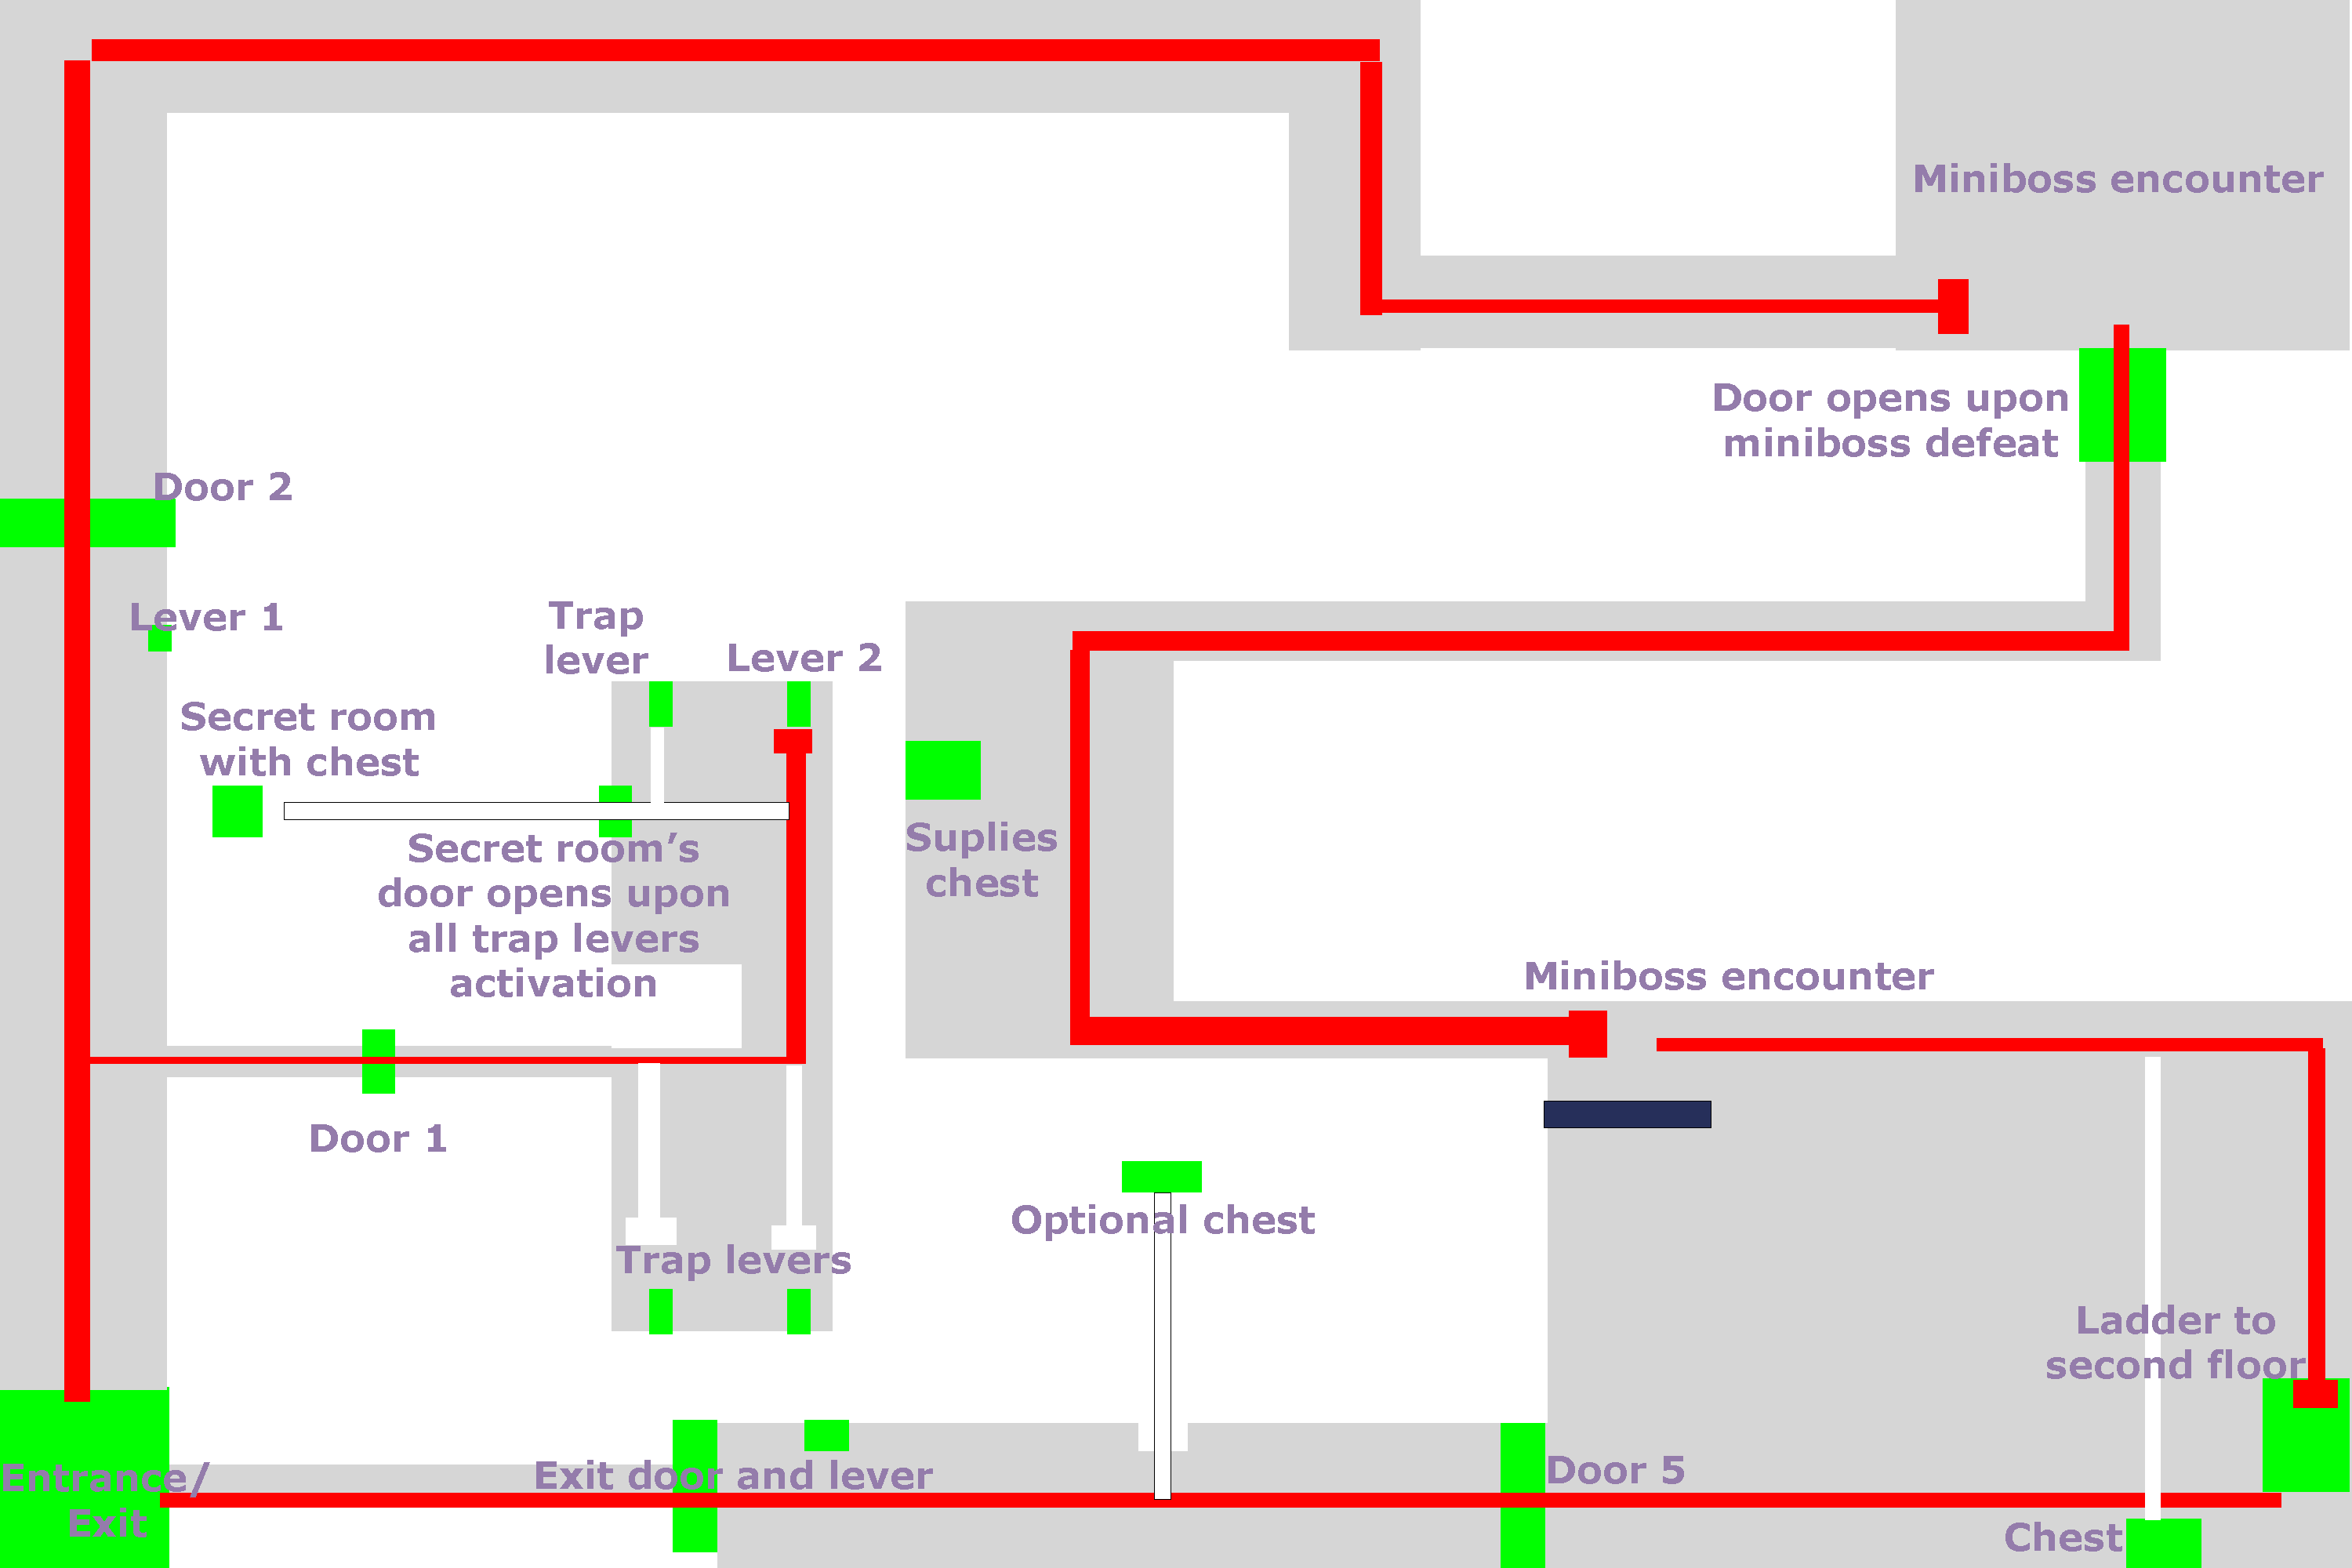 Miniboss encounter
Door opens upon
miniboss defeat
Door 2
Lever 1
Trap
lever
Lever 2
Secret room
with chest
Secret room’s
door opens upon
all trap levers
activation
Suplies
chest
Miniboss encounter
Door 1
Optional chest
Trap levers
Ladder to
second floor
Entrance/
Exit
Exit door and lever
Door 5
Chest